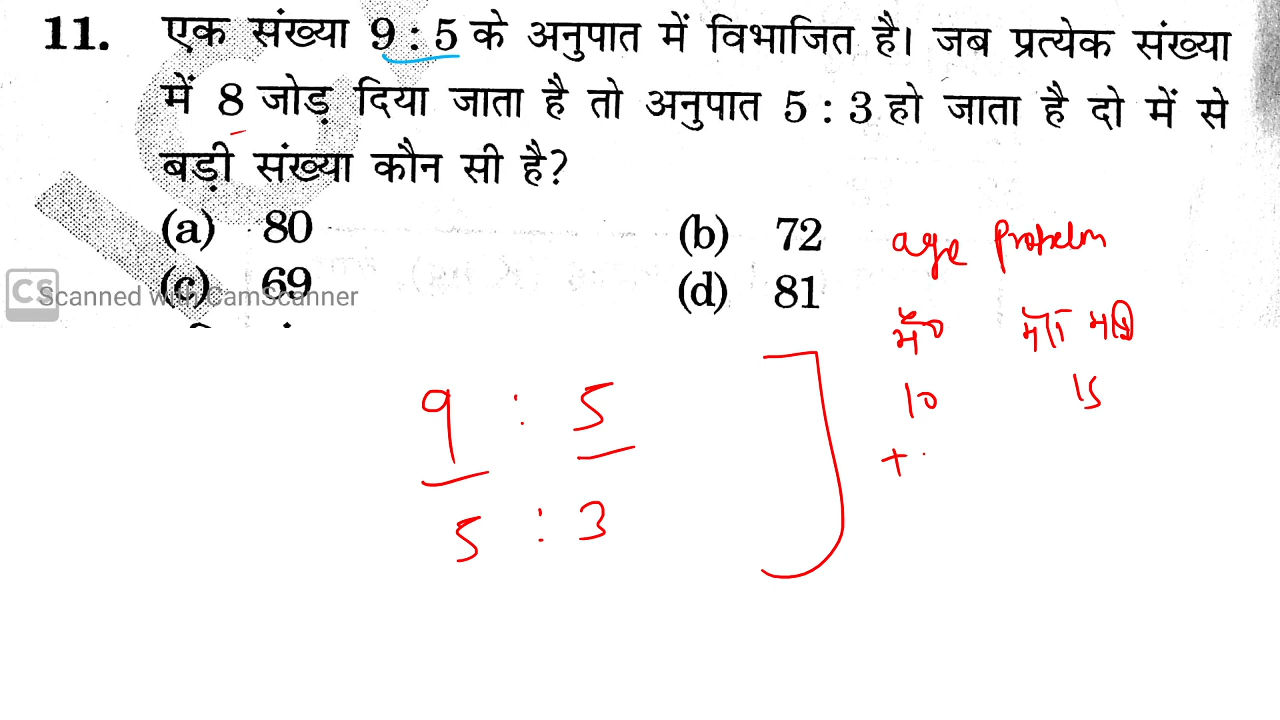 11. एक संख्या 9 : 5 के अनुपात में विभाजित है। जब प्रत्येक संख्या
में 8 जोड़ दिया जाता है तो अनुपात 5 : 3 हो जाता है दो में से
बड़ी संख्या कौन सी है?
(a) 80 (b) 72
(c) 69 (d) 81
CS Scanned with CamScanner
age
10 15
+
9 : 5
5 : 3